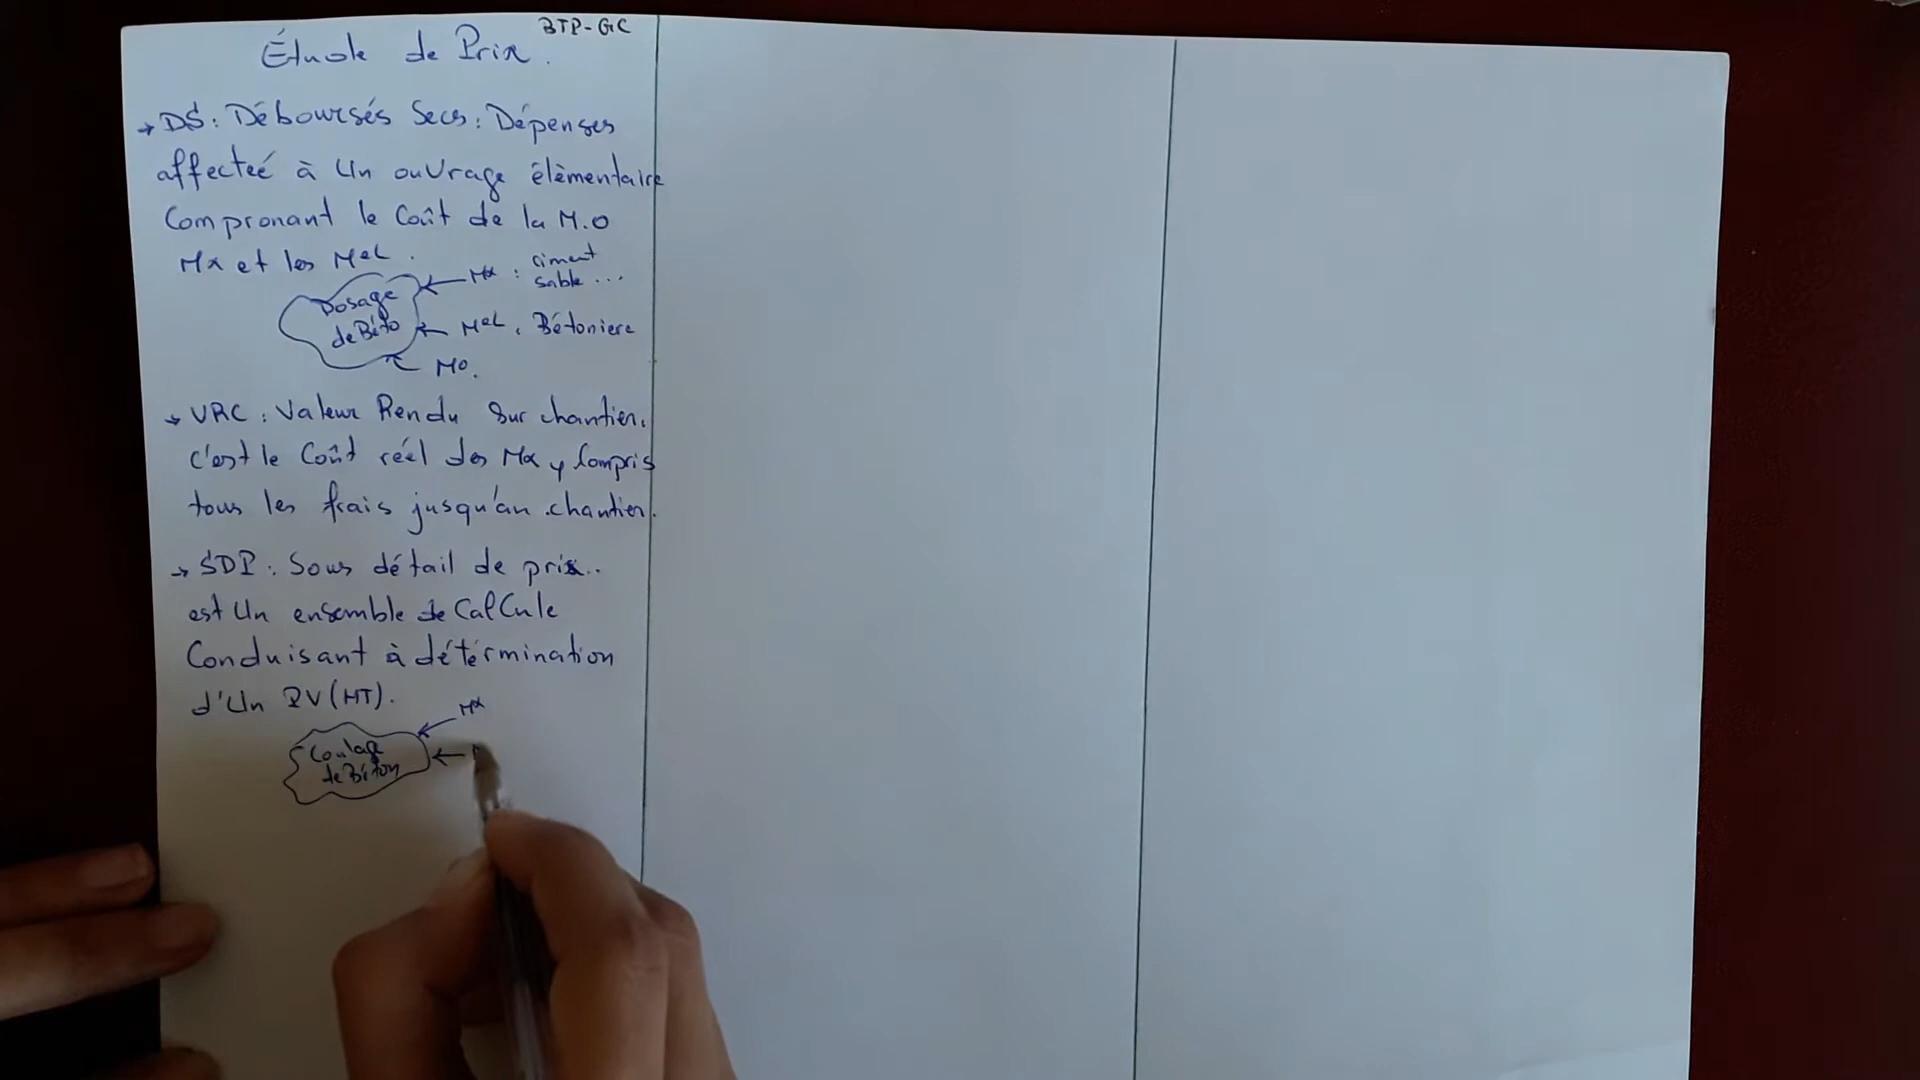 BTP-GC
Étude de Prix.
→ DS : Déboursés Secs : Dépenses
affecteé à Un ouvrage élèmentaire
Compronant le Coût de la M.O
Mx et les Mel.
Dosage
de Béto
← Mx : ciment
sable ...
← Mel : Bétoniere
MO.
→ VRC : Valeur Rendu Sur chantier.
c'est le Coût réel des Mx y Compris
tous les frais jusqu'au chantier.
→ SDP : Sous détail de prix..
est Un ensemble de CalCule
Conduisant à détérmination
d'Un PV(HT).
Coulage
de Béton
Mx